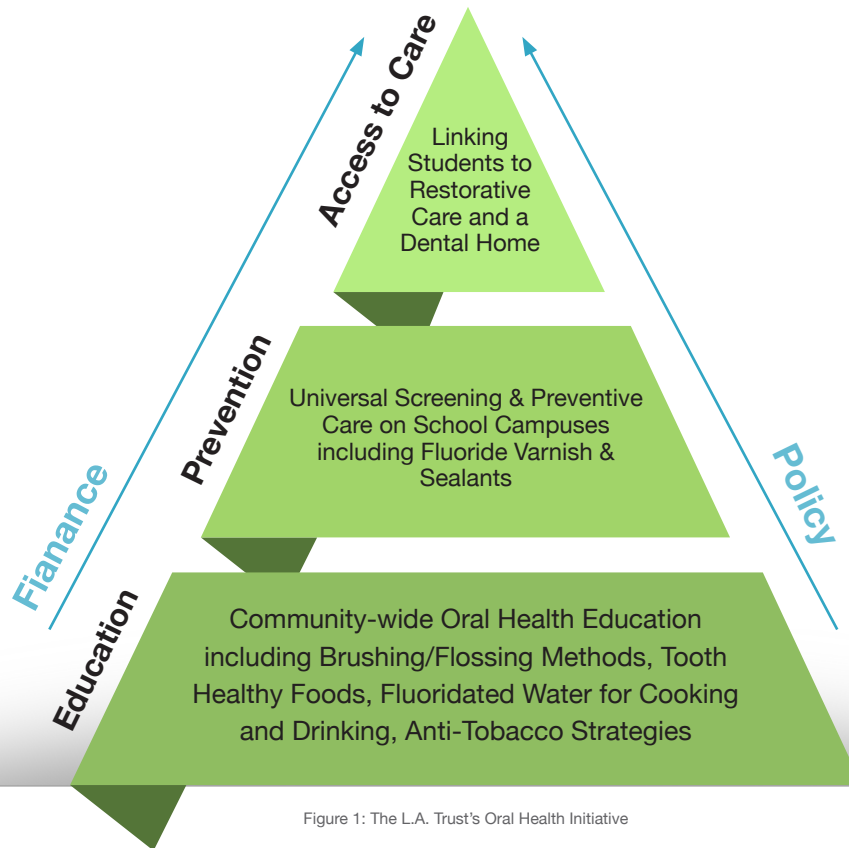 Access to Care
Linking
Students to
Restorative
Care and a
Dental Home
Prevention
Universal Screening & Preventive
Care on School Campuses
including Fluoride Varnish &
Sealants
Fianance
Policy
Education
Community-wide Oral Health Education
including Brushing/Flossing Methods, Tooth
Healthy Foods, Fluoridated Water for Cooking
and Drinking, Anti-Tobacco Strategies
Figure 1: The L.A. Trust's Oral Health Initiative